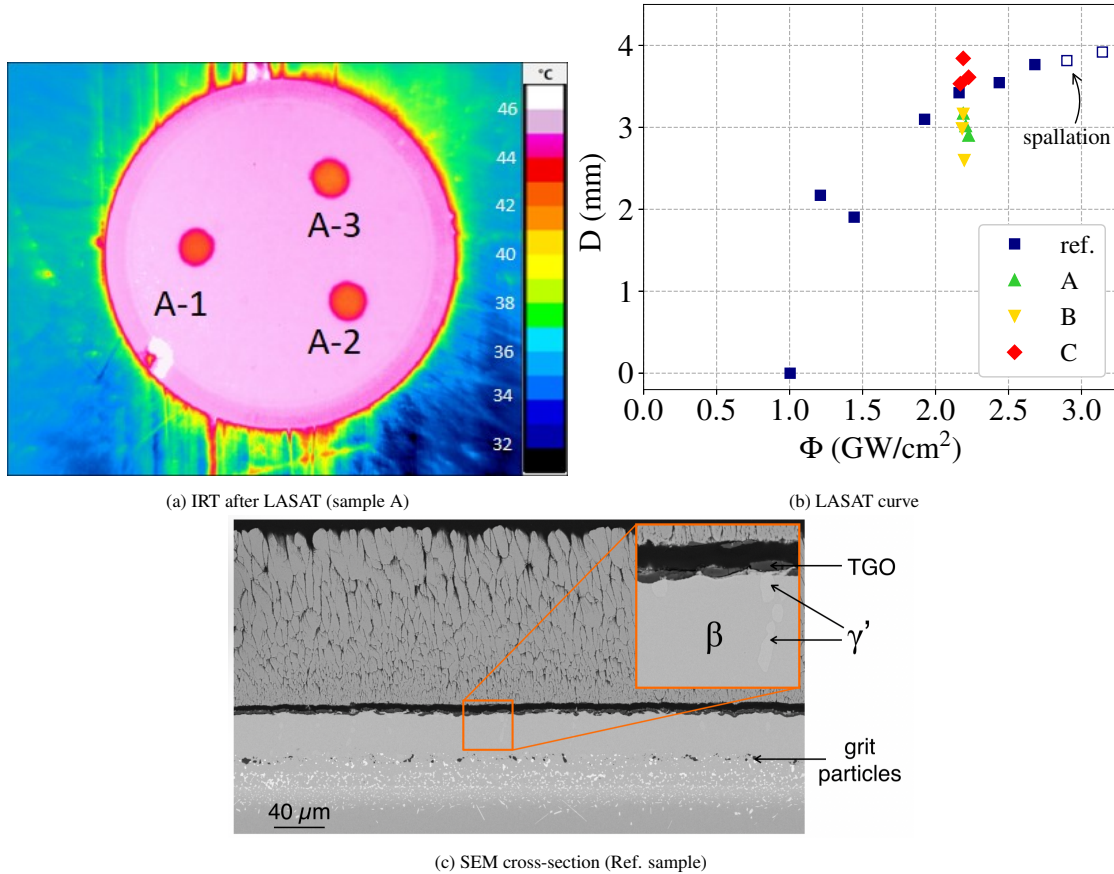 °C
46
44
42
40
38
36
34
32
A-3
A-1
A-2
(a) IRT after LASAT (sample A)
4
3
2
1
0
D (mm)
spallation
ref.
A
B
C
0.0 0.5 1.0 1.5 2.0 2.5 3.0
Φ (GW/cm²)
(b) LASAT curve
TGO
β
γ'
grit
particles
40 μm
(c) SEM cross-section (Ref. sample)